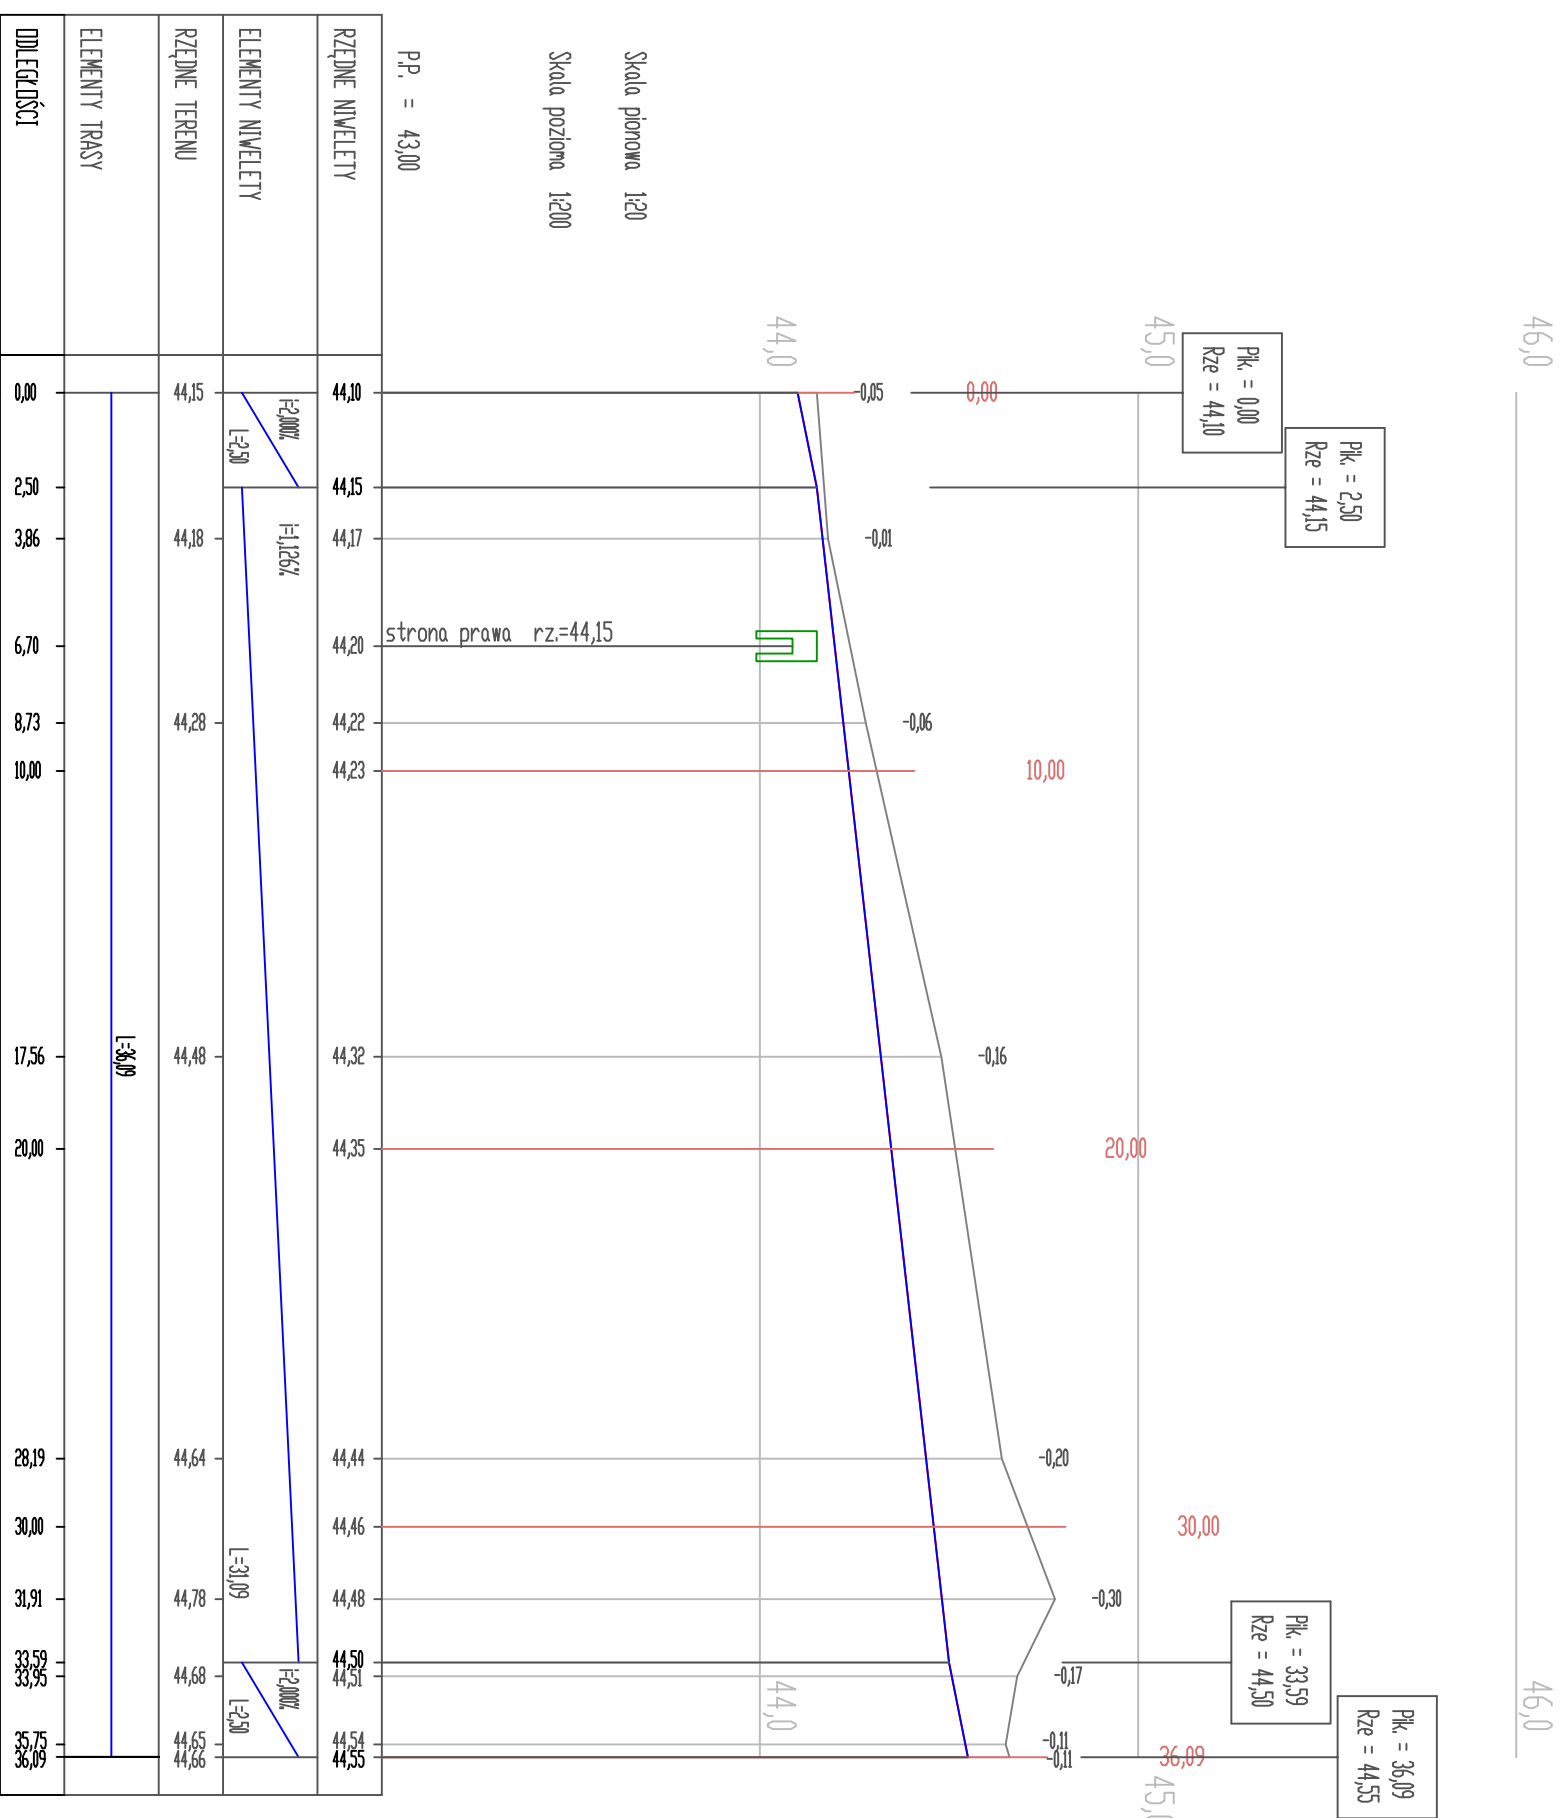 46,0
46,0
45,0
45,0
44,0
44,0
Pik. = 0,00
Rze = 44,10
Pik. = 2,50
Rze = 44,15
Pik. = 33,59
Rze = 44,50
Pik. = 36,09
Rze = 44,55
0,00
10,00
20,00
30,00
36,09
-0,05
-0,01
-0,06
-0,16
-0,20
-0,30
-0,17
-0,11
-0,11
Skala pionowa 1:20
Skala pozioma 1:200
strona prawa rz.=44,15
P.P. = 43,00
RZĘDNE NIWELETY
44,10
44,15
44,17
44,20
44,22
44,23
44,32
44,35
44,44
44,46
44,48
44,50
44,51
44,54
44,55
ELEMENTY NIWELETY
i=2,000%
L=2,50
i=1,126%
L=31,09
i=2,000%
L=2,50
RZĘDNE TERENU
44,15
44,18
44,28
44,48
44,64
44,78
44,68
44,65
44,66
ELEMENTY TRASY
L=36,09
ODLEGŁOŚCI
0,00
2,50
3,86
6,70
8,73
10,00
17,56
20,00
28,19
30,00
31,91
33,59
33,95
35,75
36,09